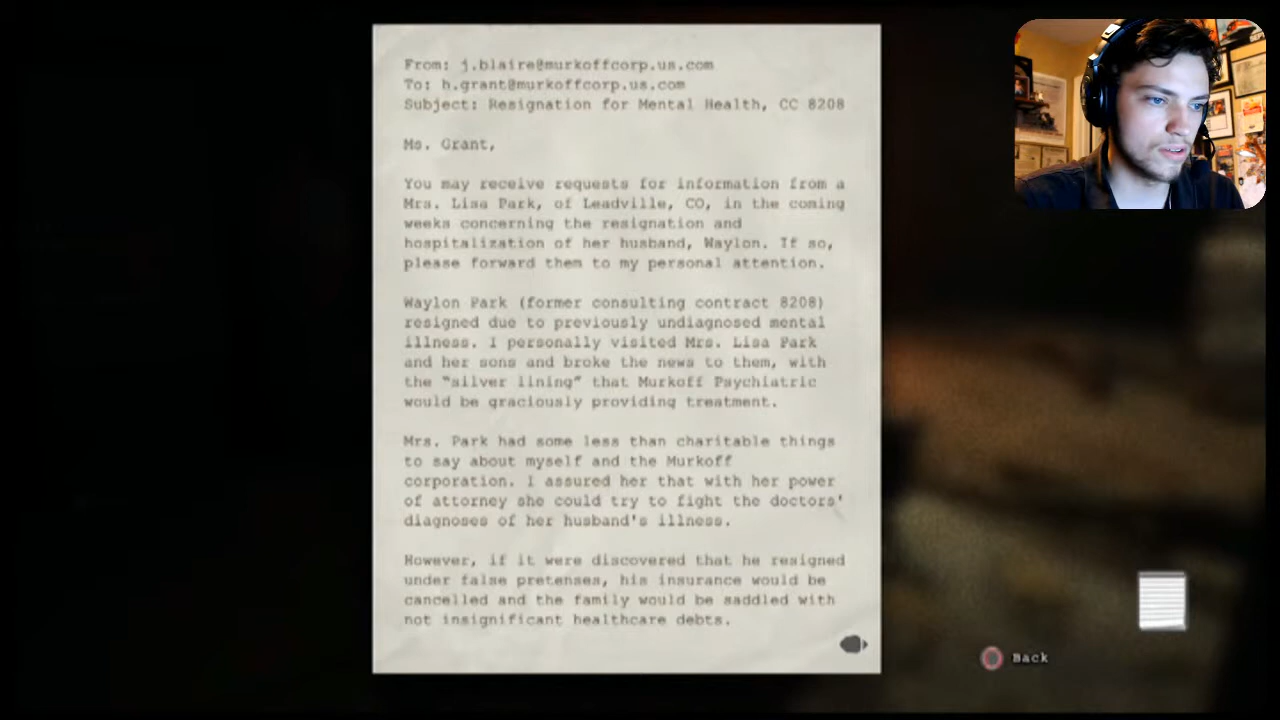 From: j.blaire@murkoffcorp.us.com
To: h.grant@murkoffcorp.us.com
Subject: Resignation for Mental Health, CC 8208
Ms. Grant,
You may receive requests for information from a
Mrs. Lisa Park, of Leadville, CO, in the coming
weeks concerning the resignation and
hospitalization of her husband, Waylon. If so,
please forward them to my personal attention.
Waylon Park (former consulting contract 8208)
resigned due to previously undiagnosed mental
illness. I personally visited Mrs. Lisa Park
and her sons and broke the news to them, with
the "silver lining" that Murkoff Psychiatric
would be graciously providing treatment.
Mrs. Park had some less than charitable things
to say about myself and the Murkoff
corporation. I assured her that with her power
of attorney she could try to fight the doctors'
diagnoses of her husband's illness.
However, if it were discovered that he resigned
under false pretenses, his insurance would be
cancelled and the family would be saddled with
not insignificant healthcare debts.
Back